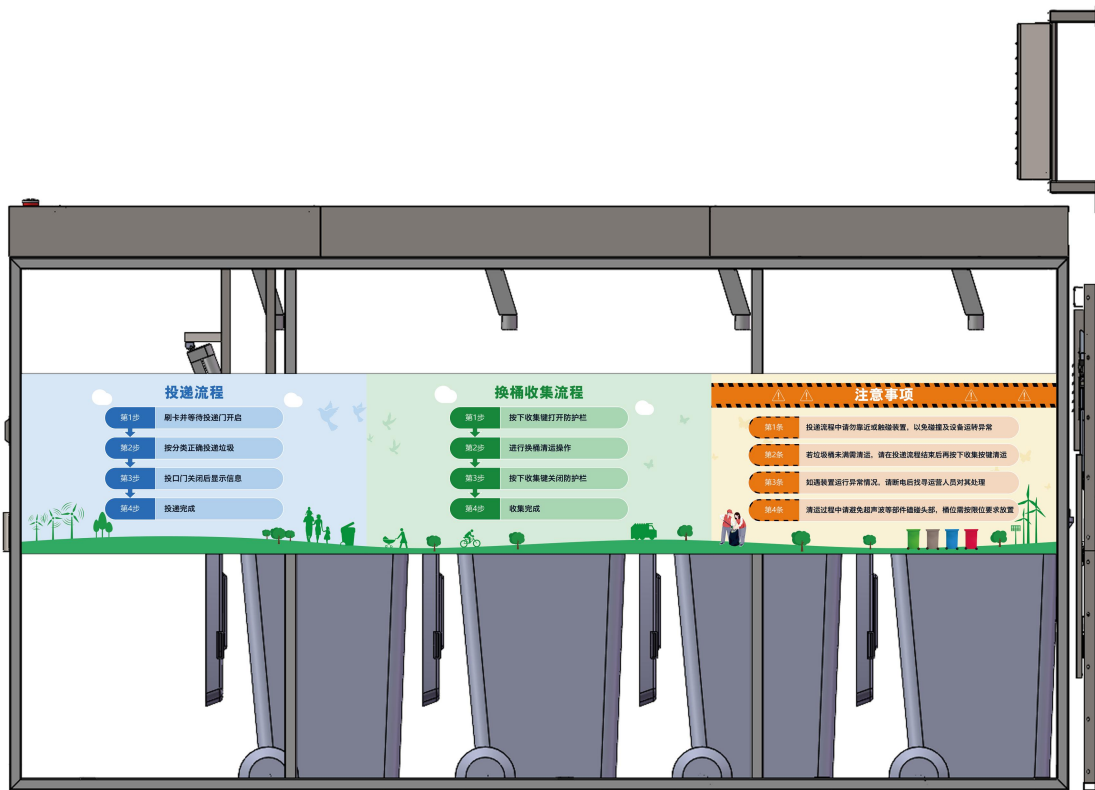 投递流程
第1步 刷卡并等待投递门开启
第2步 按分类正确投递垃圾
第3步 投口门关闭后显示信息
第4步 投递完成
换桶收集流程
第1步 按下收集键打开防护栏
第2步 进行换桶清运操作
第3步 按下收集键关闭防护栏
第4步 收集完成
注意事项
第1条 投递流程中请勿靠近或触碰装置，以免碰撞及设备运转异常
第2条 若垃圾桶未满需清运，请在投递流程结束后再按下收集按键清运
第3条 如遇装置运行异常情况，请断电后找寻运营人员对其处理
第4条 清运过程中请避免超声波等部件磕碰头部，桶位需按限位要求放置